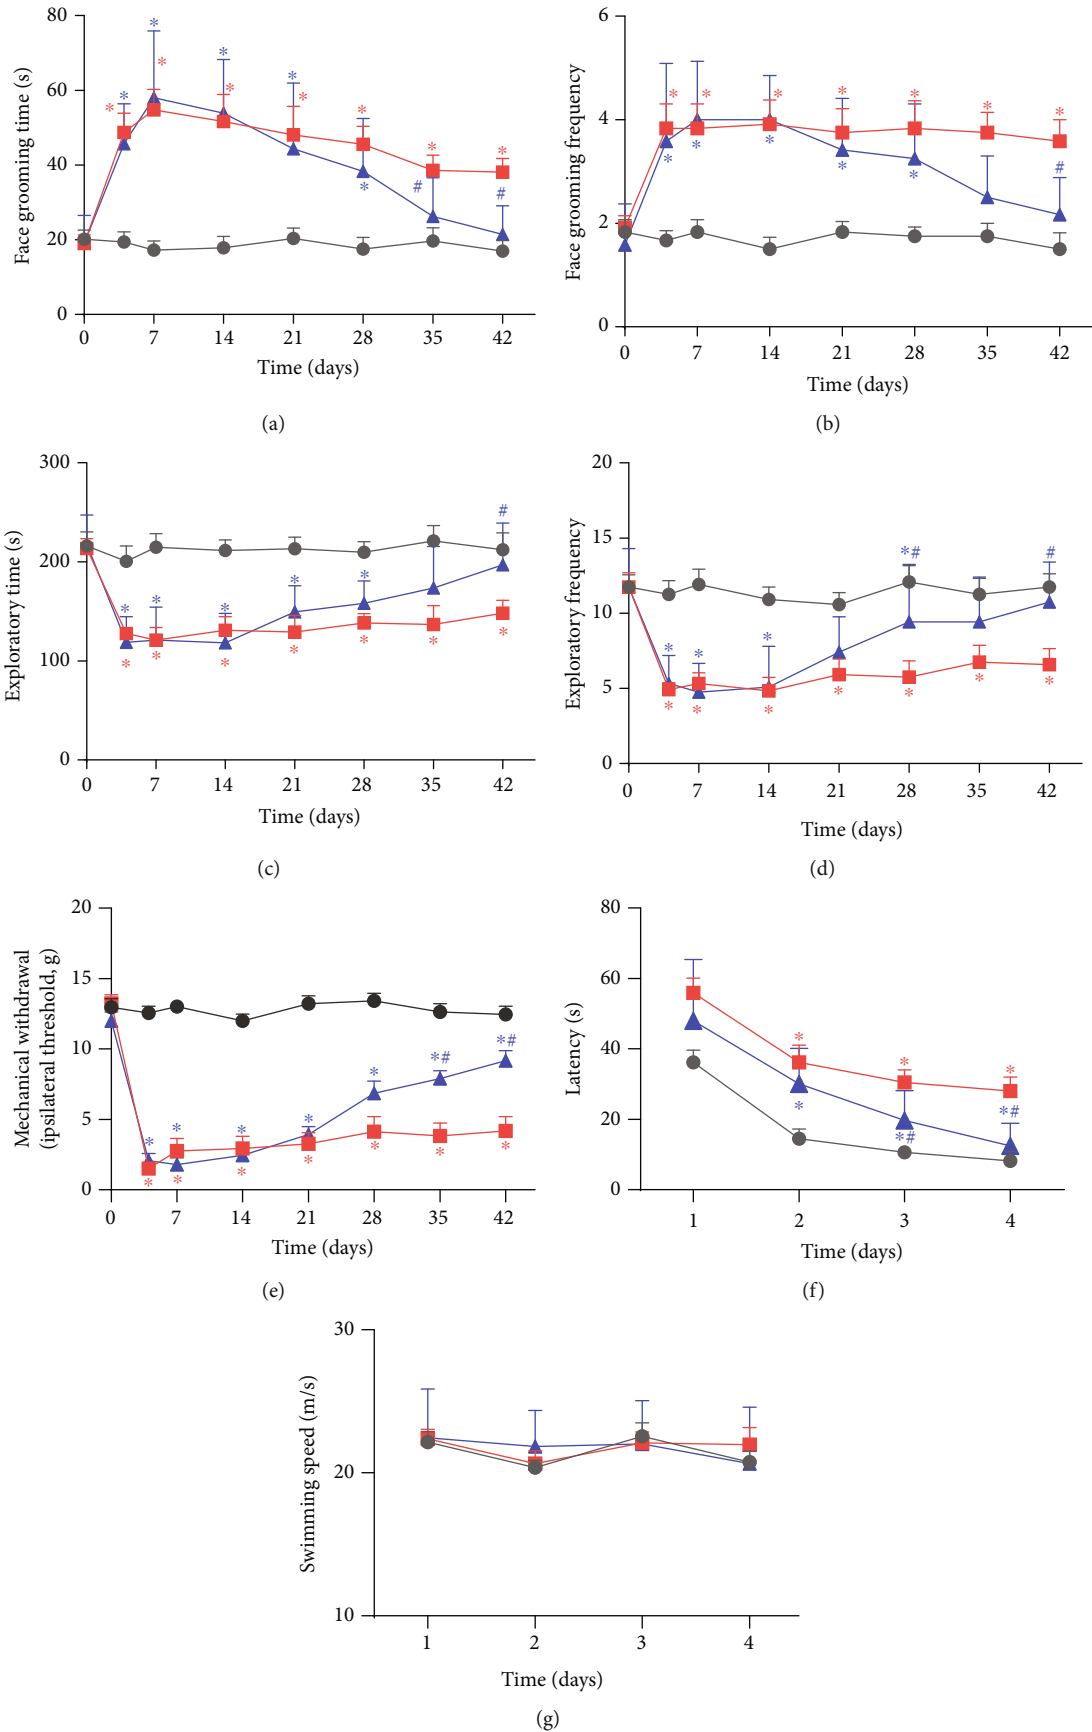 80
60
40
20
0
Face grooming time (s)
* * * * * * * * * * * * # #
0 7 14 21 28 35 42
Time (days)
(a)
6
4
2
0
Face grooming frequency
* * * * * * * * * * * * #
0 7 14 21 28 35 42
Time (days)
(b)
300
200
100
0
Exploratory time (s)
* * * * * #
* * * * * * *
0 7 14 21 28 35 42
Time (days)
(c)
20
15
10
5
0
Exploratory frequency
* * * *# #
* * * * * * *
0 7 14 21 28 35 42
Time (days)
(d)
20
15
10
5
0
Mechanical withdrawal
(ipsilateral threshold, g)
* * * * * *# *#
* * * * * * *
0 7 14 21 28 35 42
Time (days)
(e)
80
60
40
20
0
Latency (s)
* * *
* *# *#
1 2 3 4
Time (days)
(f)
30
20
10
Swimming speed (m/s)
1 2 3 4
Time (days)
(g)